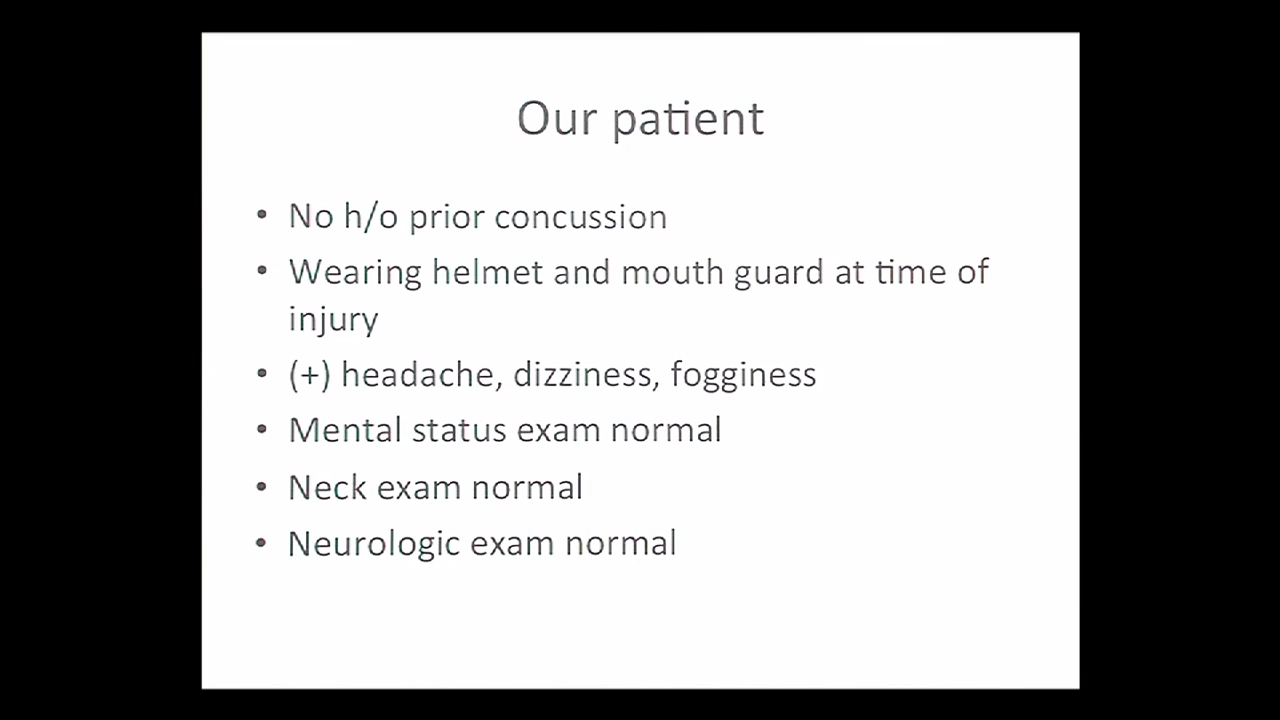 Our patient
• No h/o prior concussion
• Wearing helmet and mouth guard at time of
injury
• (+) headache, dizziness, fogginess
• Mental status exam normal
• Neck exam normal
• Neurologic exam normal